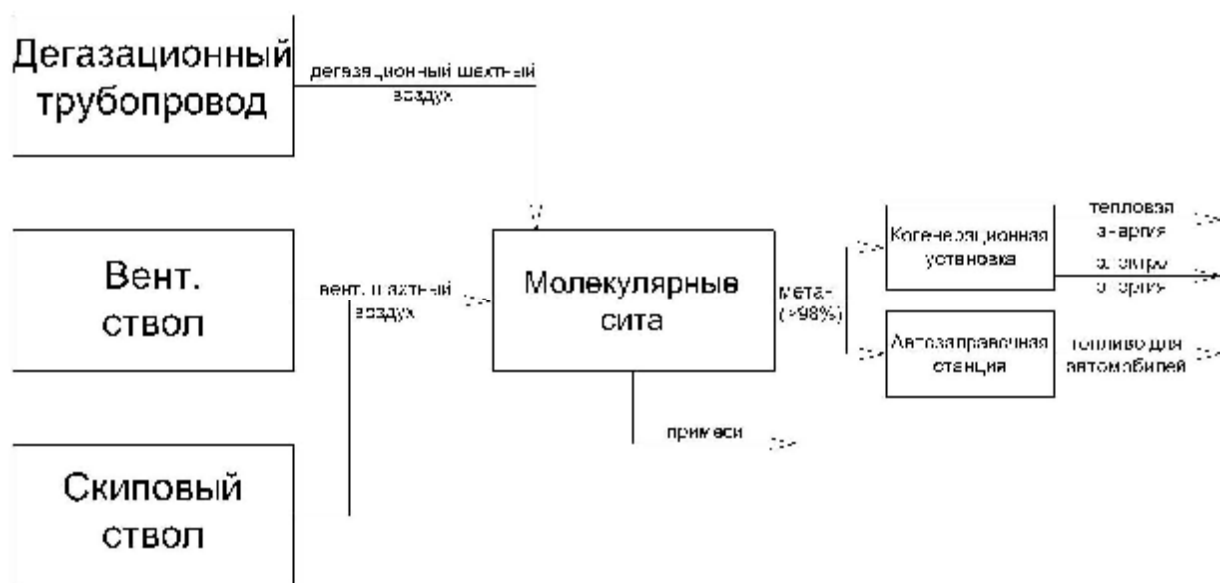 Дегазационный
трубопровод
дегазационный шахтный
воздух
Вент.
ствол
вент. шахтный
воздух
Скиповый
ствол
Молекулярные
сита
примеси
метан
(>98%)
Когенерационная
установка
тепловая
энергия
электро
энергия
Автозаправочная
станция
топливо для
автомобилей